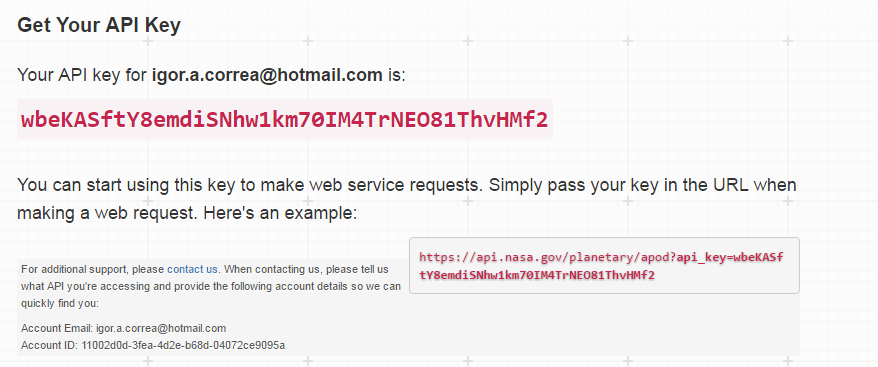 Get Your API Key
Your API key for igor.a.correa@hotmail.com is:
wbeKASftY8emdiSNhw1km70IM4TrNEO81ThvHMf2
You can start using this key to make web service requests. Simply pass your key in the URL when
making a web request. Here's an example:
https://api.nasa.gov/planetary/apod?api_key=wbeKASf
tY8emdiSNhw1km70IM4TrNEO81ThvHMf2
For additional support, please contact us. When contacting us, please tell us
what API you're accessing and provide the following account details so we can
quickly find you:
Account Email: igor.a.correa@hotmail.com
Account ID: 11002d0d-3fea-4d2e-b68d-04072ce9095a